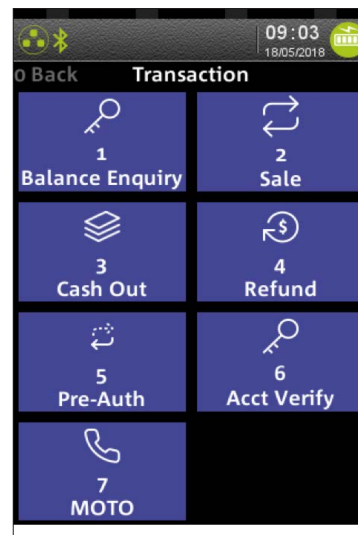 09:03
18/05/2018
0 Back Transaction
1
Balance Enquiry
2
Sale
3
Cash Out
$
4
Refund
5
Pre-Auth
6
Acct Verify
7
MOTO